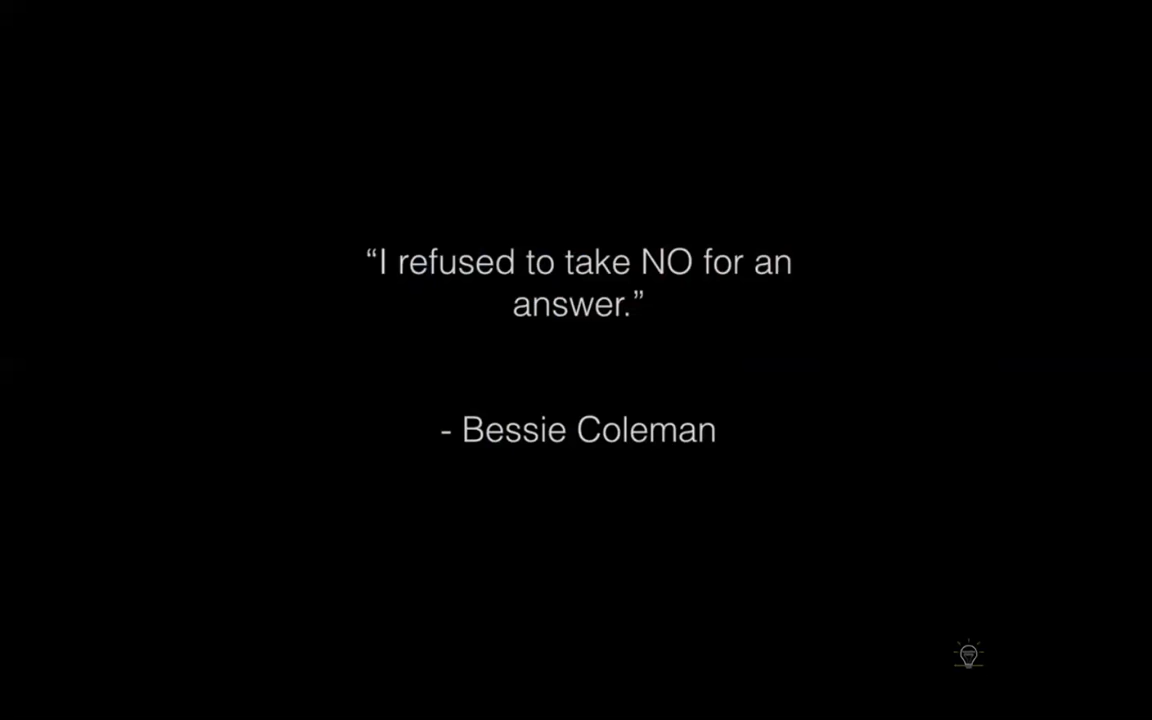 “I refused to take NO for an
answer.”
- Bessie Coleman